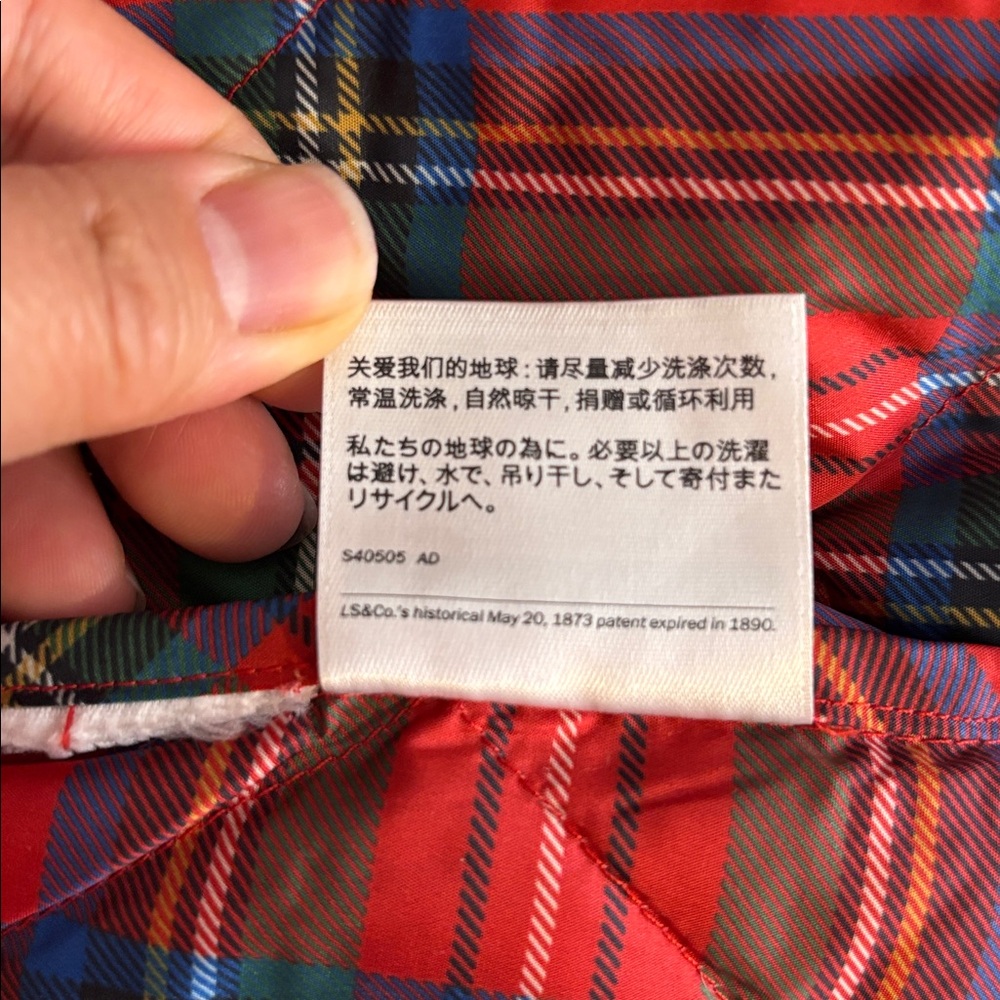 关爱我们的地球：请尽量减少洗涤次数，
常温洗涤，自然晾干，捐赠或循环利用
私たちの地球の為に。必要以上の洗濯
は避け、水で、吊り干し、そして寄付また
リサイクルへ。
S40505 AD
LS&Co.'s historical May 20, 1873 patent expired in 1890.